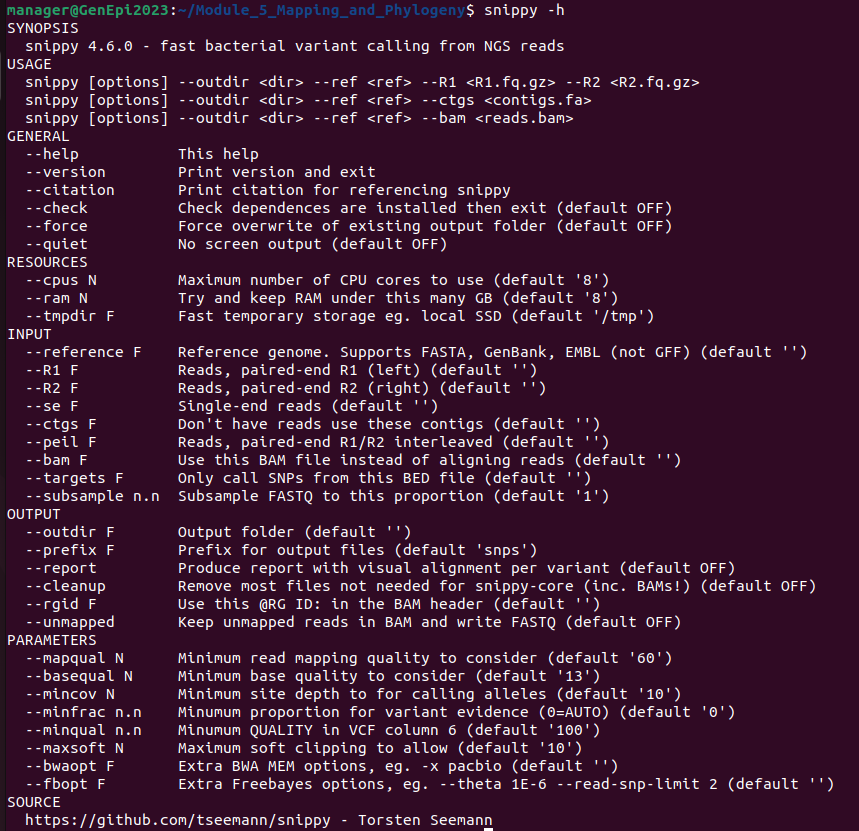 manager@GenEpi2023:~/Module_5_Mapping_and_Phylogeny$ snippy -h
SYNOPSIS
  snippy 4.6.0 - fast bacterial variant calling from NGS reads
USAGE
  snippy [options] --outdir <dir> --ref <ref> --R1 <R1.fq.gz> --R2 <R2.fq.gz>
  snippy [options] --outdir <dir> --ref <ref> --ctgs <contigs.fa>
  snippy [options] --outdir <dir> --ref <ref> --bam <reads.bam>
GENERAL
  --help           This help
  --version        Print version and exit
  --citation       Print citation for referencing snippy
  --check          Check dependences are installed then exit (default OFF)
  --force          Force overwrite of existing output folder (default OFF)
  --quiet          No screen output (default OFF)
RESOURCES
  --cpus N         Maximum number of CPU cores to use (default '8')
  --ram N          Try and keep RAM under this many GB (default '8')
  --tmpdir F       Fast temporary storage eg. local SSD (default '/tmp')
INPUT
  --reference F    Reference genome. Supports FASTA, GenBank, EMBL (not GFF) (default '')
  --R1 F           Reads, paired-end R1 (left) (default '')
  --R2 F           Reads, paired-end R2 (right) (default '')
  --se F           Single-end reads (default '')
  --ctgs F         Don't have reads use these contigs (default '')
  --peil F         Reads, paired-end R1/R2 interleaved (default '')
  --bam F          Use this BAM file instead of aligning reads (default '')
  --targets F      Only call SNPs from this BED file (default '')
  --subsample n.n  Subsample FASTQ to this proportion (default '1')
OUTPUT
  --outdir F       Output folder (default '')
  --prefix F       Prefix for output files (default 'snps')
  --report         Produce report with visual alignment per variant (default OFF)
  --cleanup        Remove most files not needed for snippy-core (inc. BAMs!) (default OFF)
  --rgid F         Use this @RG ID: in the BAM header (default '')
  --unmapped       Keep unmapped reads in BAM and write FASTQ (default OFF)
PARAMETERS
  --mapqual N      Minimum read mapping quality to consider (default '60')
  --basequal N     Minimum base quality to consider (default '13')
  --mincov N       Minimum site depth to for calling alleles (default '10')
  --minfrac n.n    Minumum proportion for variant evidence (0=AUTO) (default '0')
  --minqual n.n    Minumum QUALITY in VCF column 6 (default '100')
  --maxsoft N      Maximum soft clipping to allow (default '10')
  --bwaopt F       Extra BWA MEM options, eg. -x pacbio (default '')
  --fbopt F        Extra Freebayes options, eg. --theta 1E-6 --read-snp-limit 2 (default '')
SOURCE
  https://github.com/tseemann/snippy - Torsten Seemann